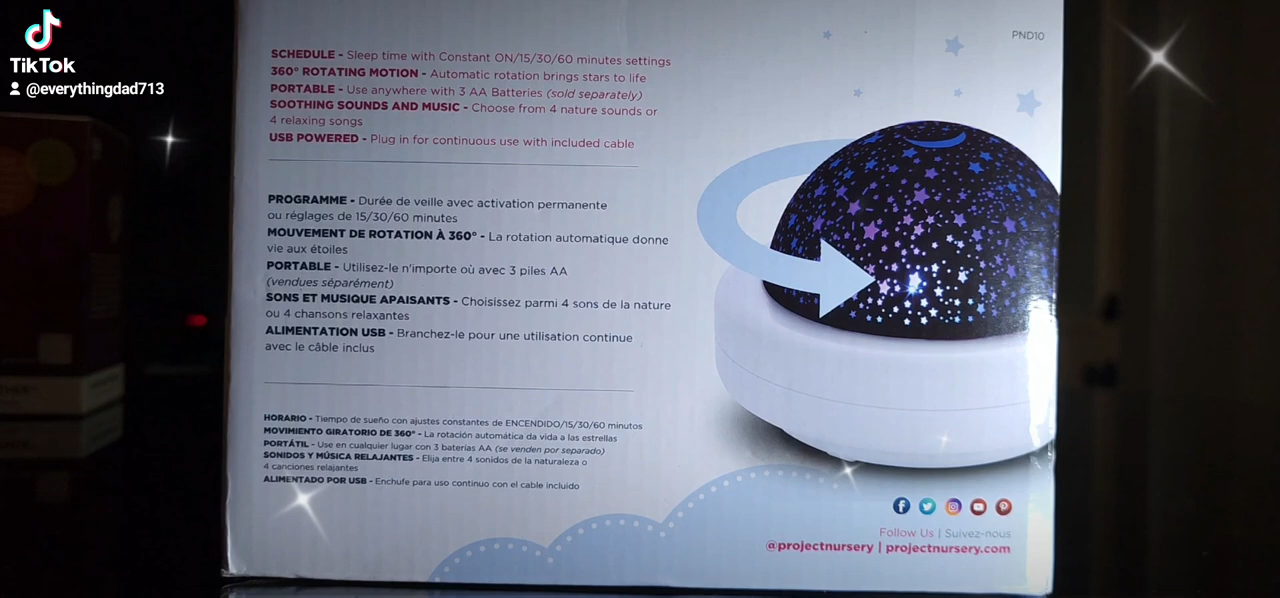 TikTok
@everythingdad713
PND10
SCHEDULE - Sleep time with Constant ON/15/30/60 minutes settings
360° ROTATING MOTION - Automatic rotation brings stars to life
PORTABLE - Use anywhere with 3 AA Batteries (sold separately)
SOOTHING SOUNDS AND MUSIC - Choose from 4 nature sounds or
4 relaxing songs
USB POWERED - Plug in for continuous use with included cable
PROGRAMME - Durée de veille avec activation permanente
ou réglages de 15/30/60 minutes
MOUVEMENT DE ROTATION À 360° - La rotation automatique donne
vie aux étoiles
PORTABLE - Utilisez-le n'importe où avec 3 piles AA
(vendues séparément)
SONS ET MUSIQUE APAISANTS - Choisissez parmi 4 sons de la nature
ou 4 chansons relaxantes
ALIMENTATION USB - Branchez-le pour une utilisation continue
avec le câble inclus
HORARIO - Tiempo de sueño con ajustes constantes de ENCENDIDO/15/30/60 minutos
MOVIMIENTO GIRATORIO DE 360° - La rotación automática da vida a las estrellas
PORTÁTIL - Use en cualquier lugar con 3 baterías AA (se venden por separado)
SONIDOS Y MÚSICA RELAJANTES - Elija entre 4 sonidos de la naturaleza o
4 canciones relajantes
ALIMENTADO POR USB - Enchufe para uso continuo con el cable incluido
Follow Us | Suivez-nous
@projectnursery | projectnursery.com